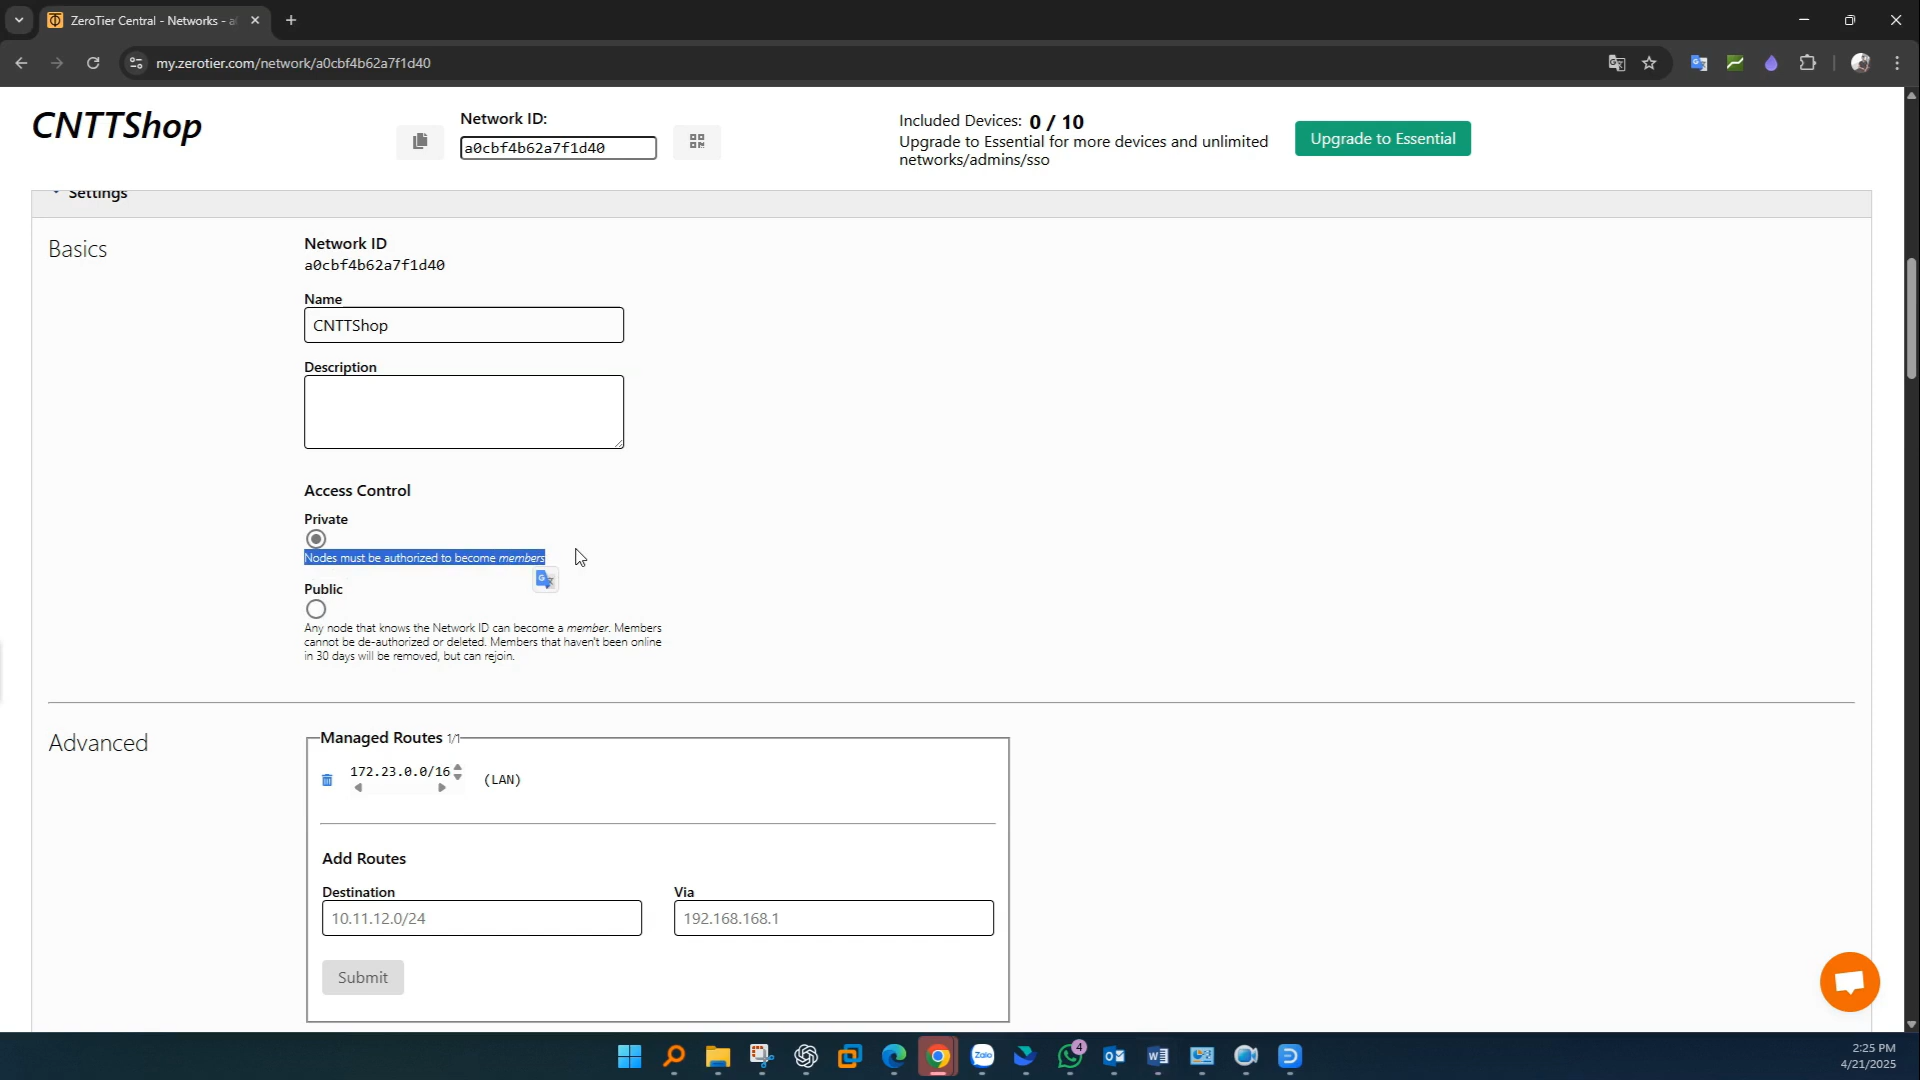 ZeroTier Central - Networks - a
my.zerotier.com/network/a0cbf4b62a7f1d40
CNTTShop
Network ID:
a0cbf4b62a7f1d40
Included Devices: 0 / 10
Upgrade to Essential for more devices and unlimited
networks/admins/sso
Upgrade to Essential
Settings
Basics
Network ID
a0cbf4b62a7f1d40
Name
CNTTShop
Description
Access Control
Private
Nodes must be authorized to become members
Public
Any node that knows the Network ID can become a member. Members
cannot be de-authorized or deleted. Members that haven't been online
in 30 days will be removed, but can rejoin.
Advanced
Managed Routes 1/1
172.23.0.0/16
(LAN)
Add Routes
Destination
Via
10.11.12.0/24
192.168.168.1
Submit
Zalo
4
2:25 PM
4/21/2025